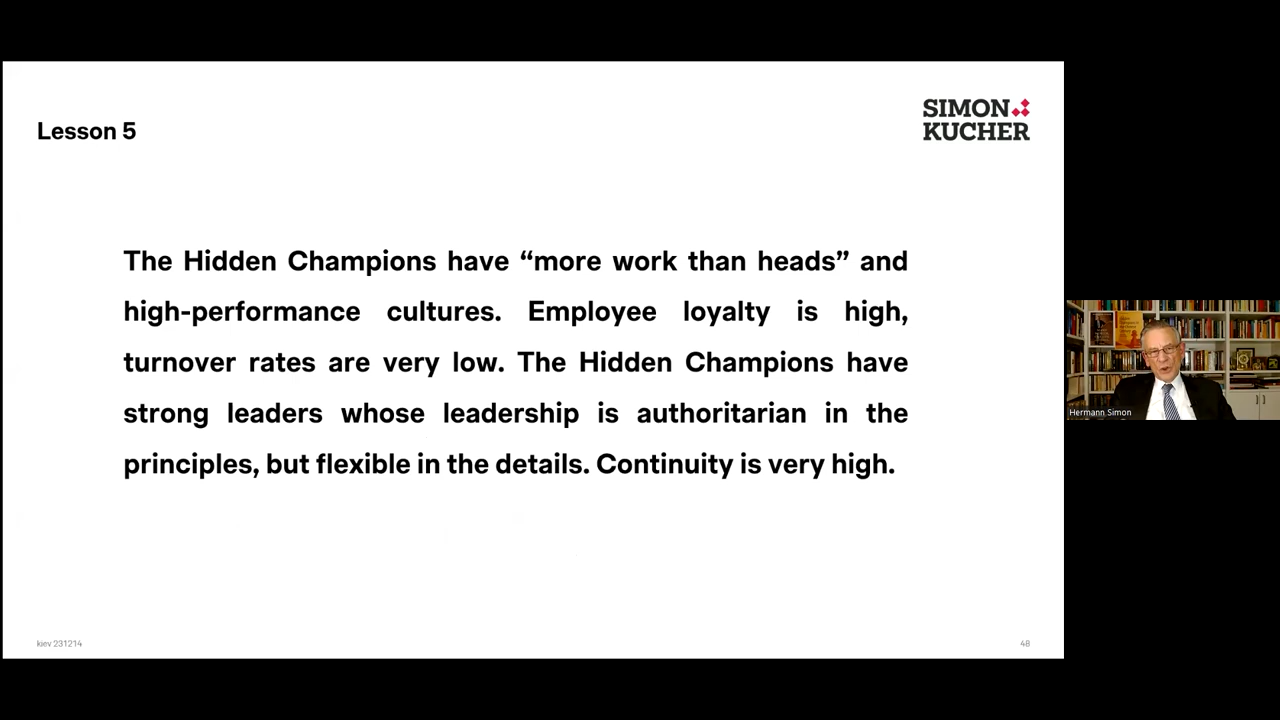 Lesson 5
SIMON
KUCHER
The Hidden Champions have “more work than heads” and
high-performance cultures. Employee loyalty is high,
turnover rates are very low. The Hidden Champions have
strong leaders whose leadership is authoritarian in the
principles, but flexible in the details. Continuity is very high.
Hermann Simon
kiev 231214
48